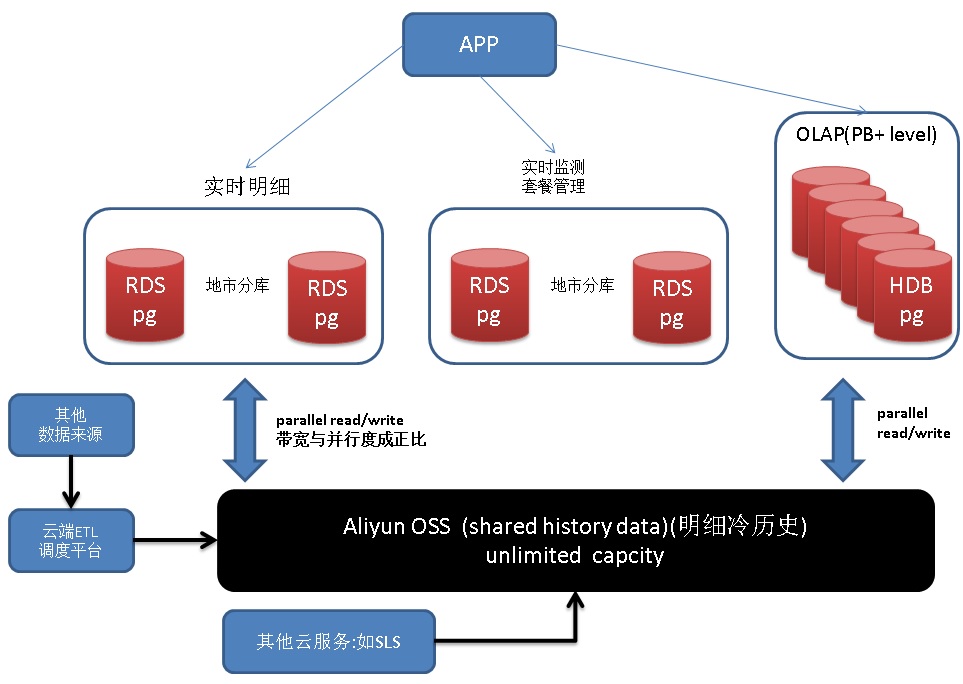 APP
OLAP(PB+ level)
实时明细
实时监测
套餐管理
RDS
pg
地市分库
RDS
pg
RDS
pg
地市分库
RDS
pg
HDB
pg
其他
数据来源
parallel read/write
带宽与并行度成正比
parallel
read/write
云端ETL
调度平台
Aliyun OSS (shared history data)(明细冷历史)
unlimited capcity
其他云服务:如SLS